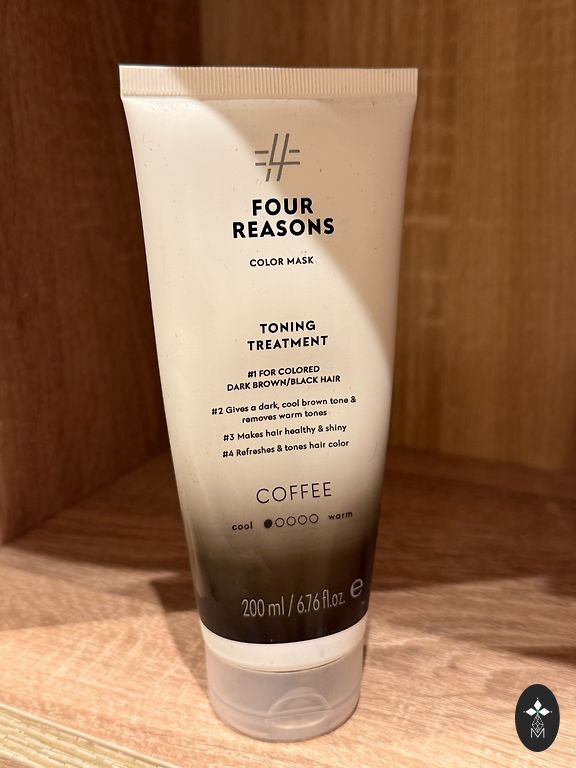 FOUR
REASONS
COLOR MASK
TONING
TREATMENT
#1 FOR COLORED
DARK BROWN/BLACK HAIR
#2 Gives a dark, cool brown tone &
removes warm tones
#3 Makes hair healthy & shiny
#4 Refreshes & tones hair color
COFFEE
cool warm
200 ml / 6.76 fl.oz. e
M